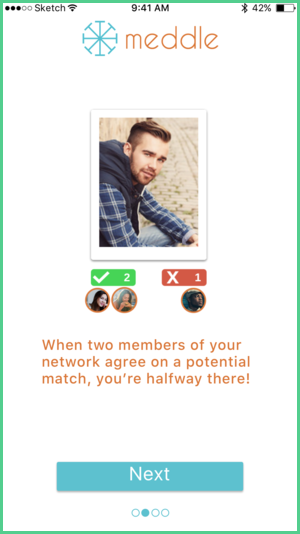 Sketch 9:41 AM 42%
meddle
2 X 1
When two members of your
network agree on a potential
match, you’re halfway there!
Next